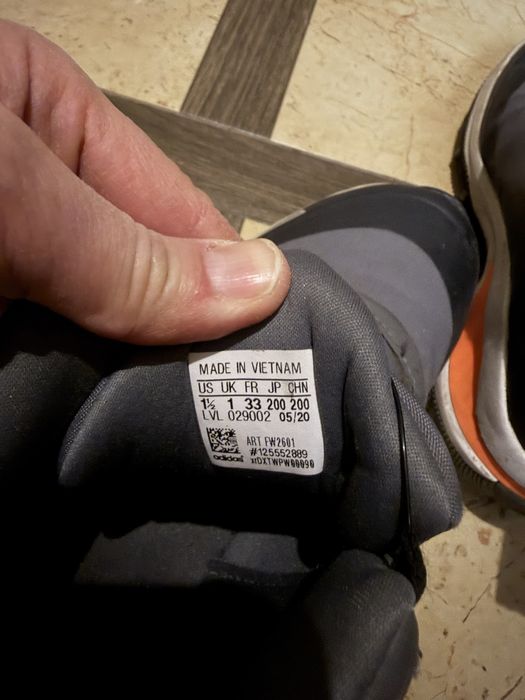 MADE IN VIETNAM
US UK FR JP CHN
1½ 1 33 200 200
LVL 029002 05/20
ART FW2601
#125552889
adidas